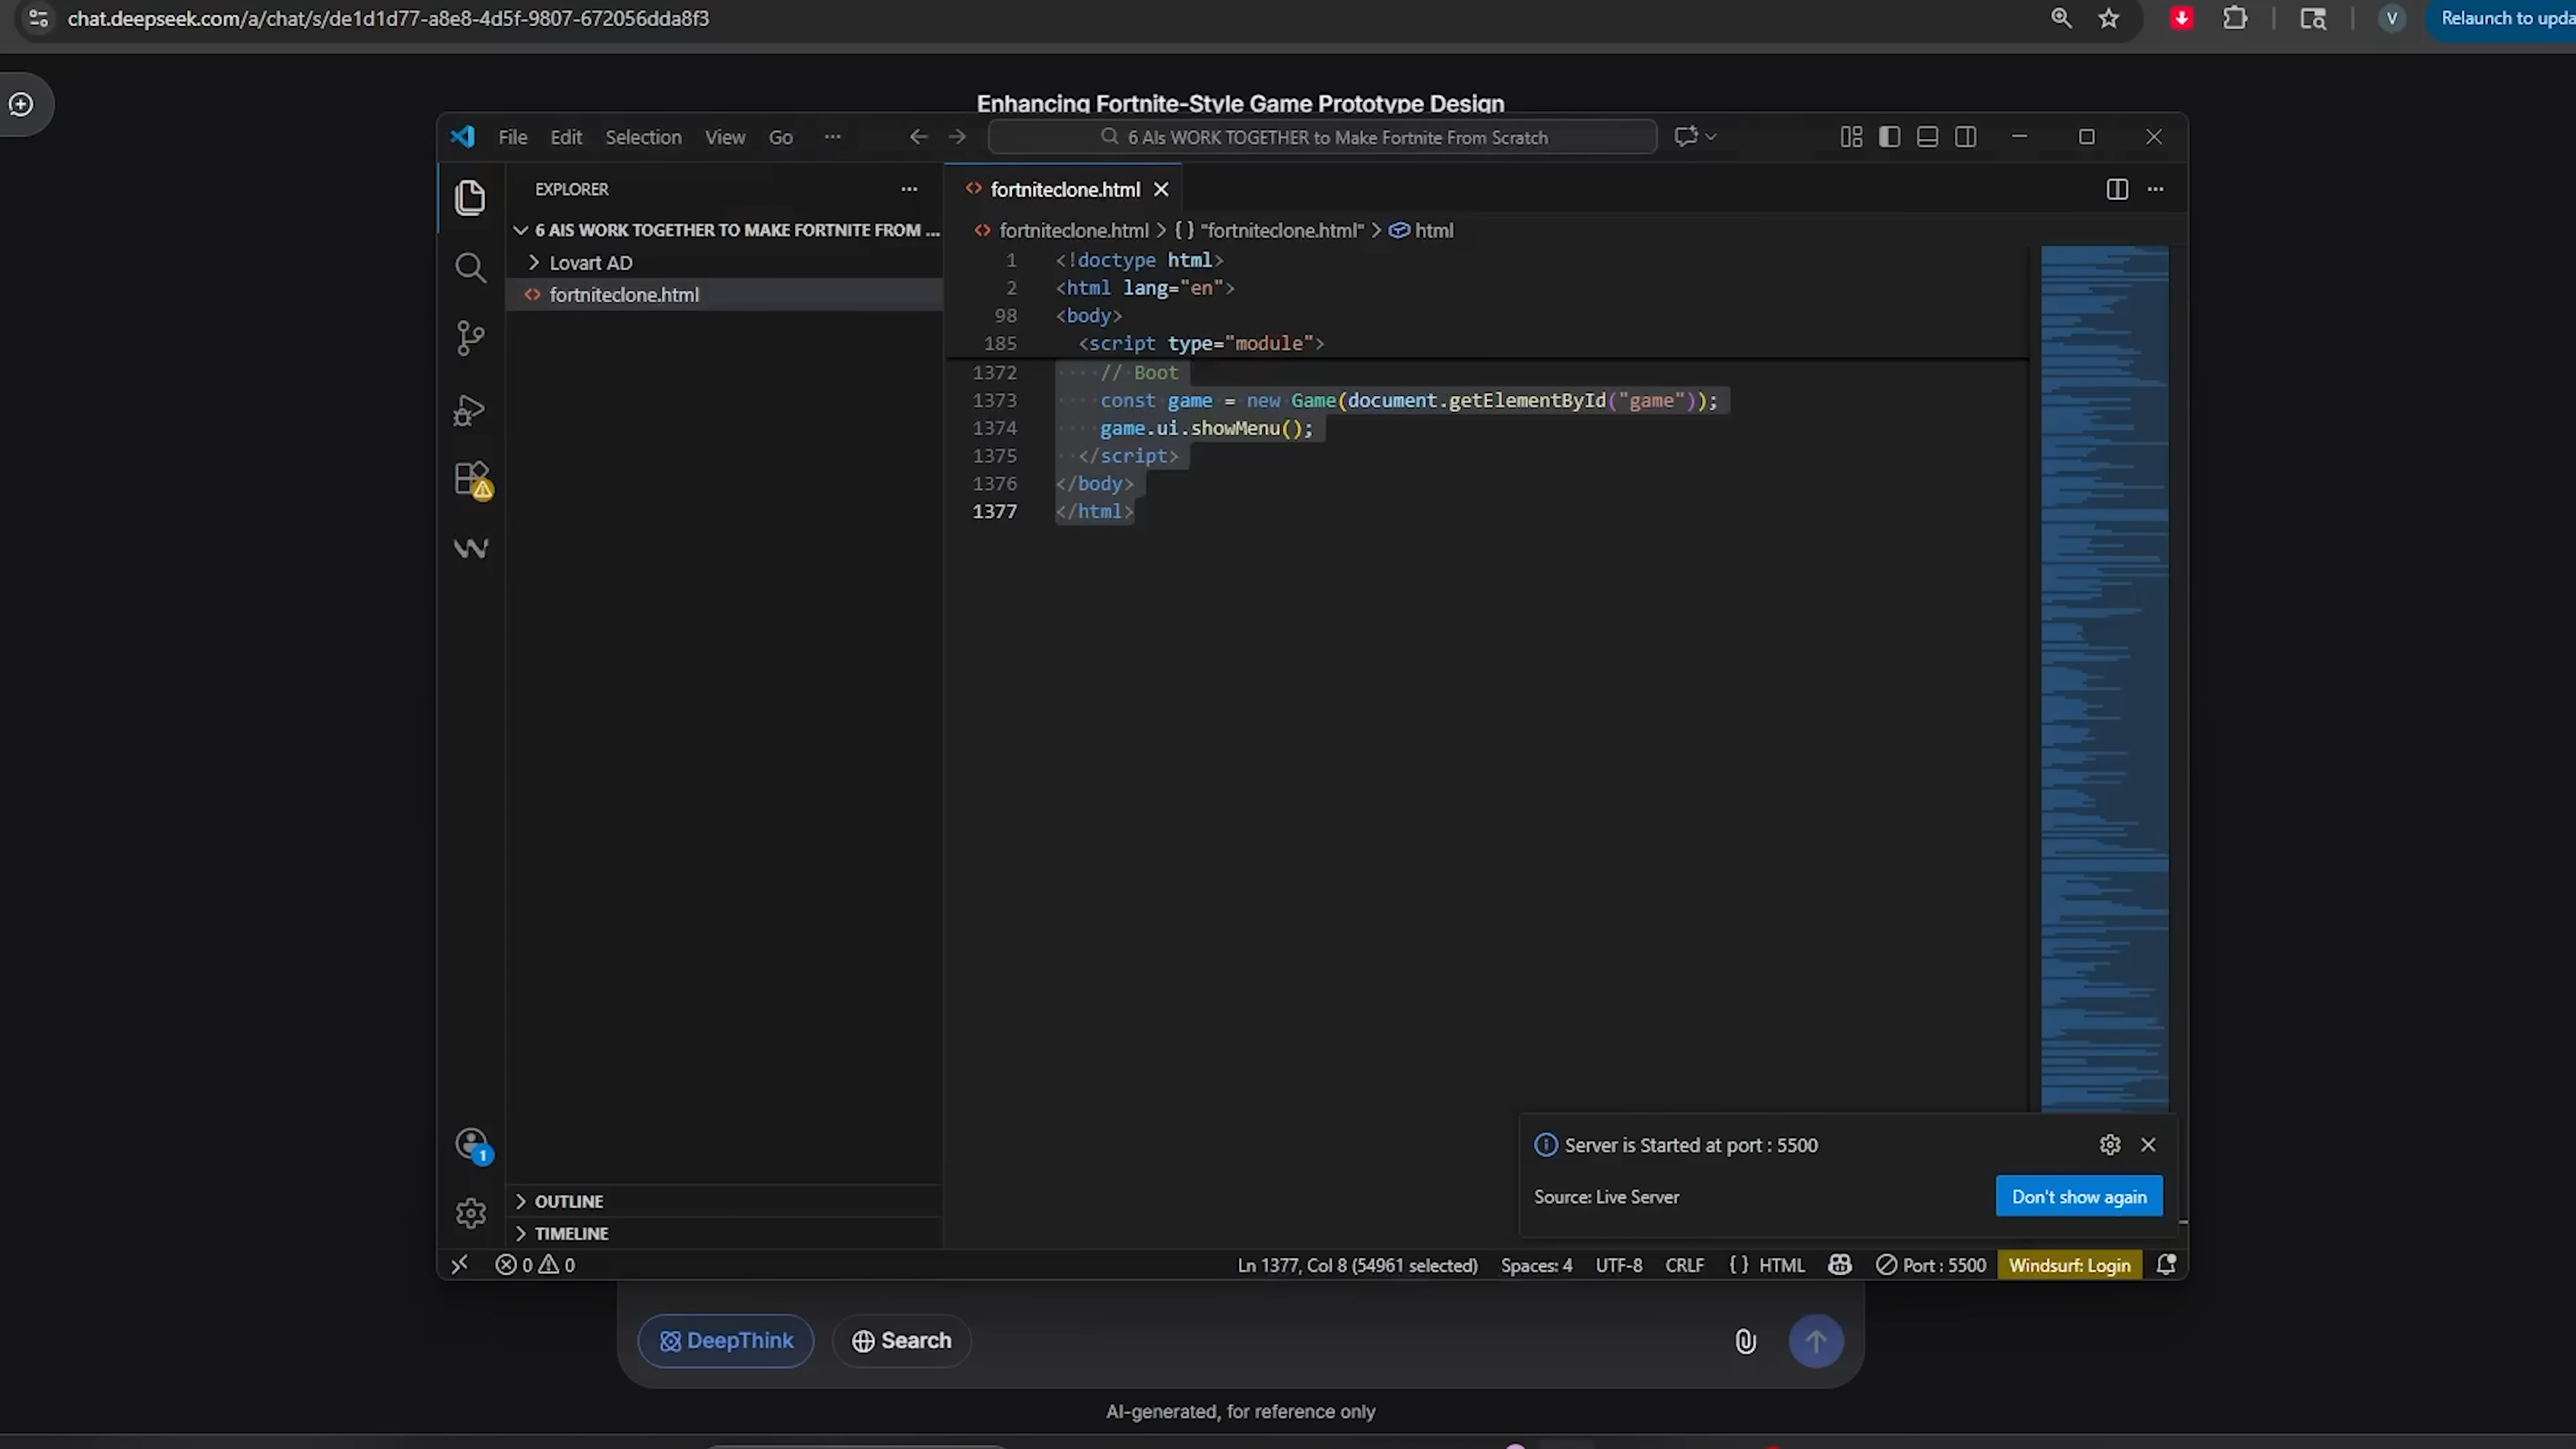 chat.deepseek.com/a/chat/s/de1d1d77-a8e8-4d5f-9807-672056dda8f3
V
Relaunch to upda
Enhancing Fortnite-Style Game Prototype Design
File Edit Selection View Go ...
6 AIs WORK TOGETHER to Make Fortnite From Scratch
EXPLORER
6 AIS WORK TOGETHER TO MAKE FORTNITE FROM ...
Lovart AD
fortniteclone.html
fortniteclone.html
fortniteclone.html > {} "fortniteclone.html" > html
1 <!doctype html>
2 <html lang="en">
98 <body>
185 <script type="module">
1372 // Boot
1373 const game = new Game(document.getElementById("game"));
1374 game.ui.showMenu();
1375 </script>
1376 </body>
1377 </html>
1
OUTLINE
TIMELINE
Server is Started at port : 5500
Source: Live Server
Don't show again
0 0
Ln 1377, Col 8 (54961 selected) Spaces: 4 UTF-8 CRLF {} HTML Port : 5500 Windsurf: Login
DeepThink
Search
AI-generated, for reference only